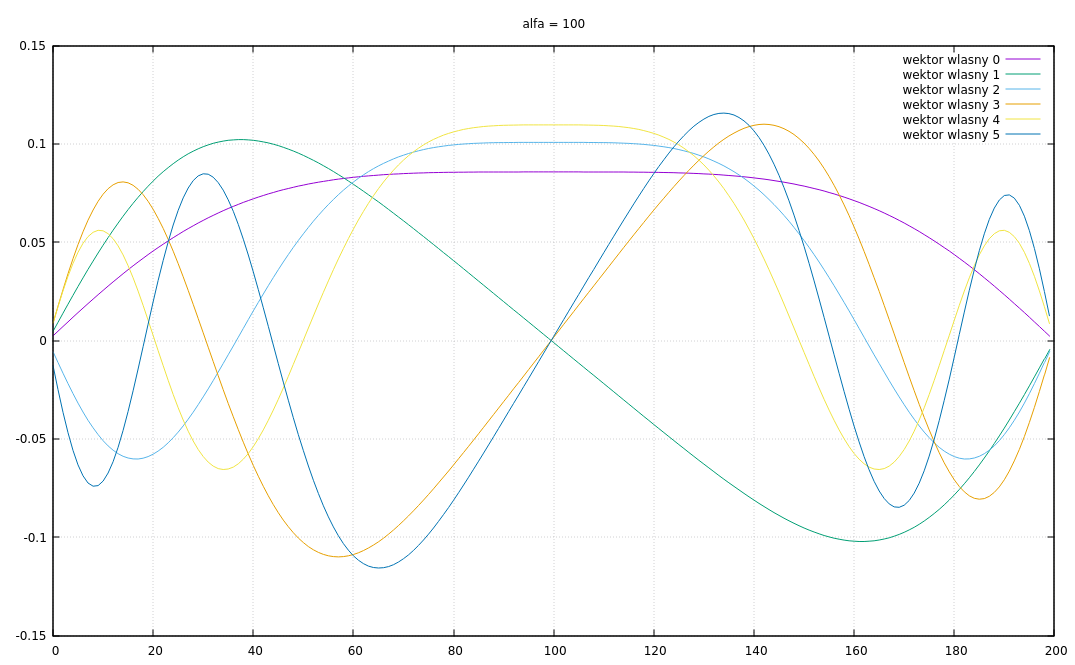 alfa = 100
0.15
0.1
0.05
0
-0.05
-0.1
-0.15
wektor wlasny 0
wektor wlasny 1
wektor wlasny 2
wektor wlasny 3
wektor wlasny 4
wektor wlasny 5
0 20 40 60 80 100 120 140 160 180 200